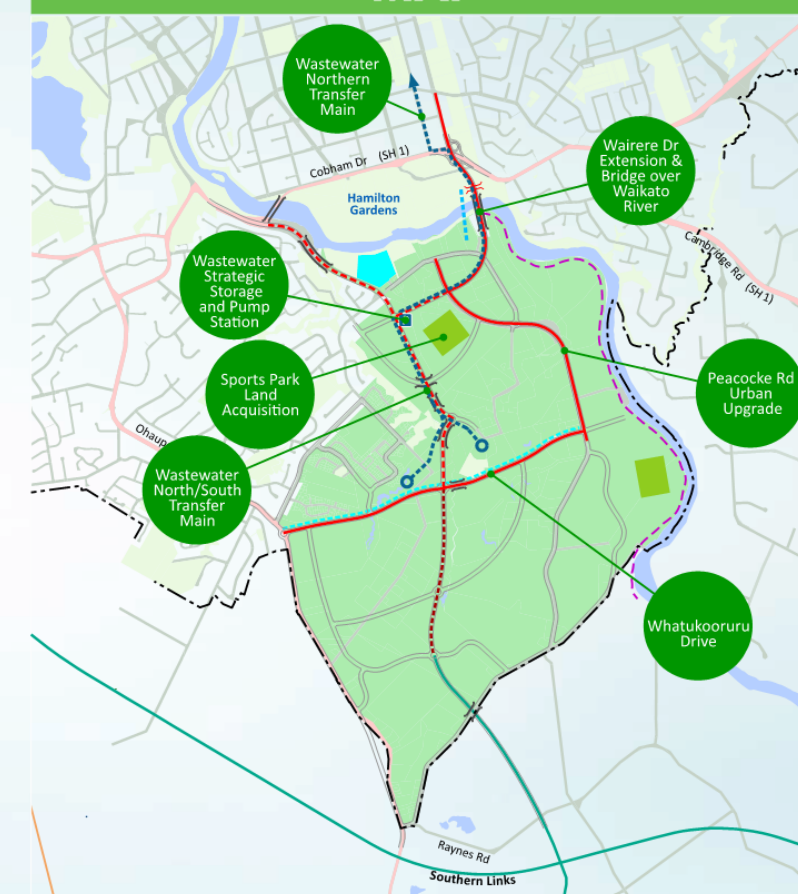 Wastewater
Northern
Transfer
Main
Wairere Dr
Extension &
Bridge over
Waikato
River
Cobham Dr (SH 1)
Hamilton
Gardens
Cambridge Rd (SH 1)
Wastewater
Strategic
Storage
and Pump
Station
Sports Park
Land
Acquisition
Peacocke Rd
Urban
Upgrade
Ohaup
Wastewater
North/South
Transfer
Main
Whatukooruru
Drive
Raynes Rd
Southern Links